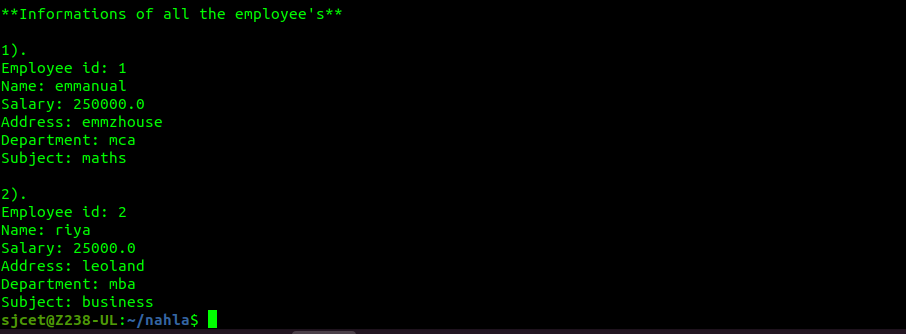 **Informations of all the employee's**
1).
Employee id: 1
Name: emmanual
Salary: 250000.0
Address: emmzhouse
Department: mca
Subject: maths
2).
Employee id: 2
Name: riya
Salary: 25000.0
Address: leoland
Department: mba
Subject: business
sjcet@Z238-UL:~/nahla$